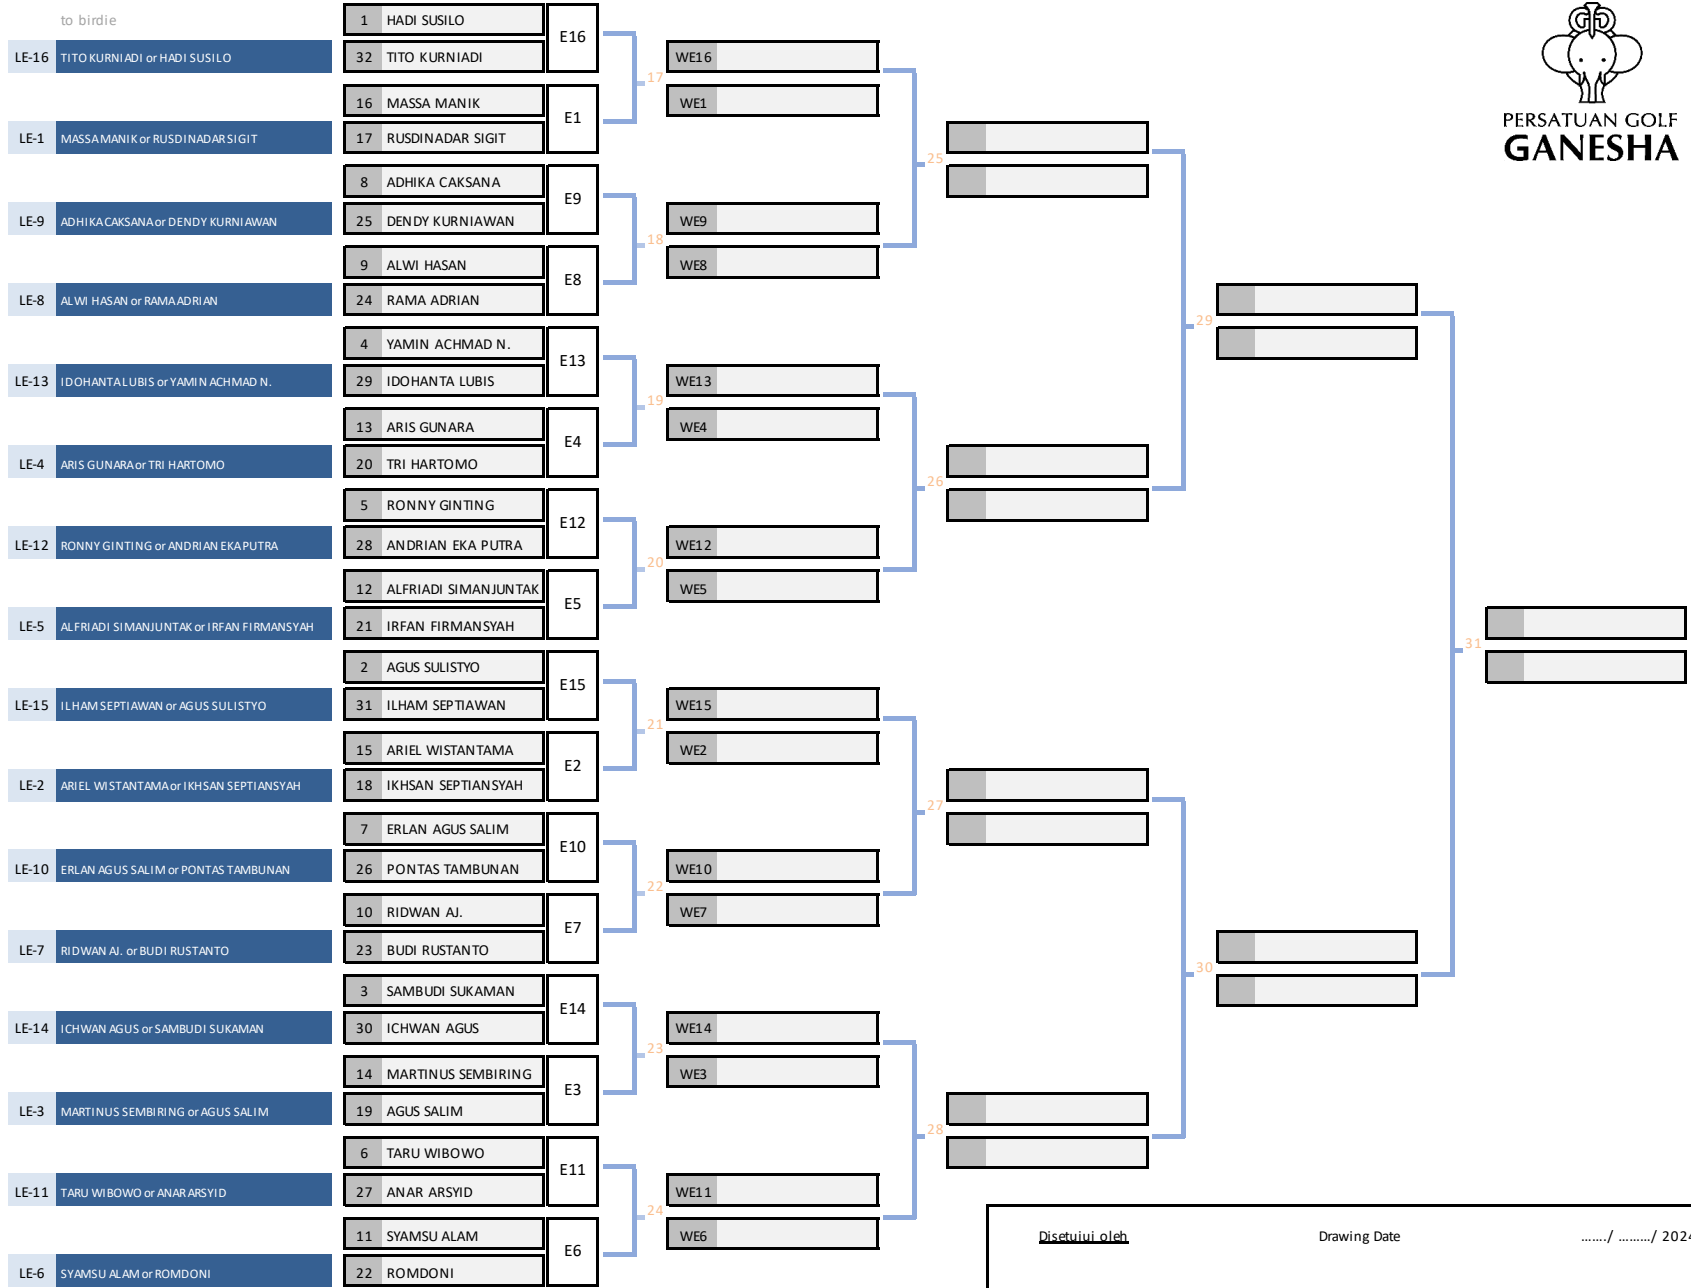 to birdie
1 HADI SUSILO
E16
LE-16 TITO KURNIADI or HADI SUSILO
32 TITO KURNIADI
WE16
17
16 MASSA MANIK
E1
WE1
LE-1 MASSA MANIK or RUSDINADAR SIGIT
17 RUSDINADAR SIGIT
PERSATUAN GOLF
GANESHA
25
8 ADHIKA CAKSANA
E9
LE-9 ADHIKA CAKSANA or DENDY KURNIAWAN
25 DENDY KURNIAWAN
WE9
18
9 ALWI HASAN
E8
WE8
LE-8 ALWI HASAN or RAMA ADRIAN
24 RAMA ADRIAN
29
4 YAMIN ACHMAD N.
E13
LE-13 IDOHANTA LUBIS or YAMIN ACHMAD N.
29 IDOHANTA LUBIS
WE13
19
13 ARIS GUNARA
E4
WE4
LE-4 ARIS GUNARA or TRI HARTOMO
20 TRI HARTOMO
26
5 RONNY GINTING
E12
LE-12 RONNY GINTING or ANDRIAN EKA PUTRA
28 ANDRIAN EKA PUTRA
WE12
20
12 ALFRIADI SIMANJUNTAK
E5
WE5
LE-5 ALFRIADI SIMANJUNTAK or IRFAN FIRMANSYAH
21 IRFAN FIRMANSYAH
31
2 AGUS SULISTYO
E15
LE-15 ILHAM SEPTIAWAN or AGUS SULISTYO
31 ILHAM SEPTIAWAN
WE15
21
15 ARIEL WISTANTAMA
E2
WE2
LE-2 ARIEL WISTANTAMA or IKHSAN SEPTIANSYAH
18 IKHSAN SEPTIANSYAH
27
7 ERLAN AGUS SALIM
E10
LE-10 ERLAN AGUS SALIM or PONTAS TAMBUNAN
26 PONTAS TAMBUNAN
WE10
22
10 RIDWAN AJ.
E7
WE7
LE-7 RIDWAN AJ. or BUDI RUSTANTO
23 BUDI RUSTANTO
30
3 SAMBUDI SUKAMAN
E14
LE-14 ICHWAN AGUS or SAMBUDI SUKAMAN
30 ICHWAN AGUS
WE14
23
14 MARTINUS SEMBIRING
E3
WE3
LE-3 MARTINUS SEMBIRING or AGUS SALIM
19 AGUS SALIM
28
6 TARU WIBOWO
E11
LE-11 TARU WIBOWO or ANAR ARSYID
27 ANAR ARSYID
WE11
24
11 SYAMSU ALAM
E6
WE6
LE-6 SYAMSU ALAM or ROMDONI
22 ROMDONI
Disetujui oleh Drawing Date ......./ ........./ 2024